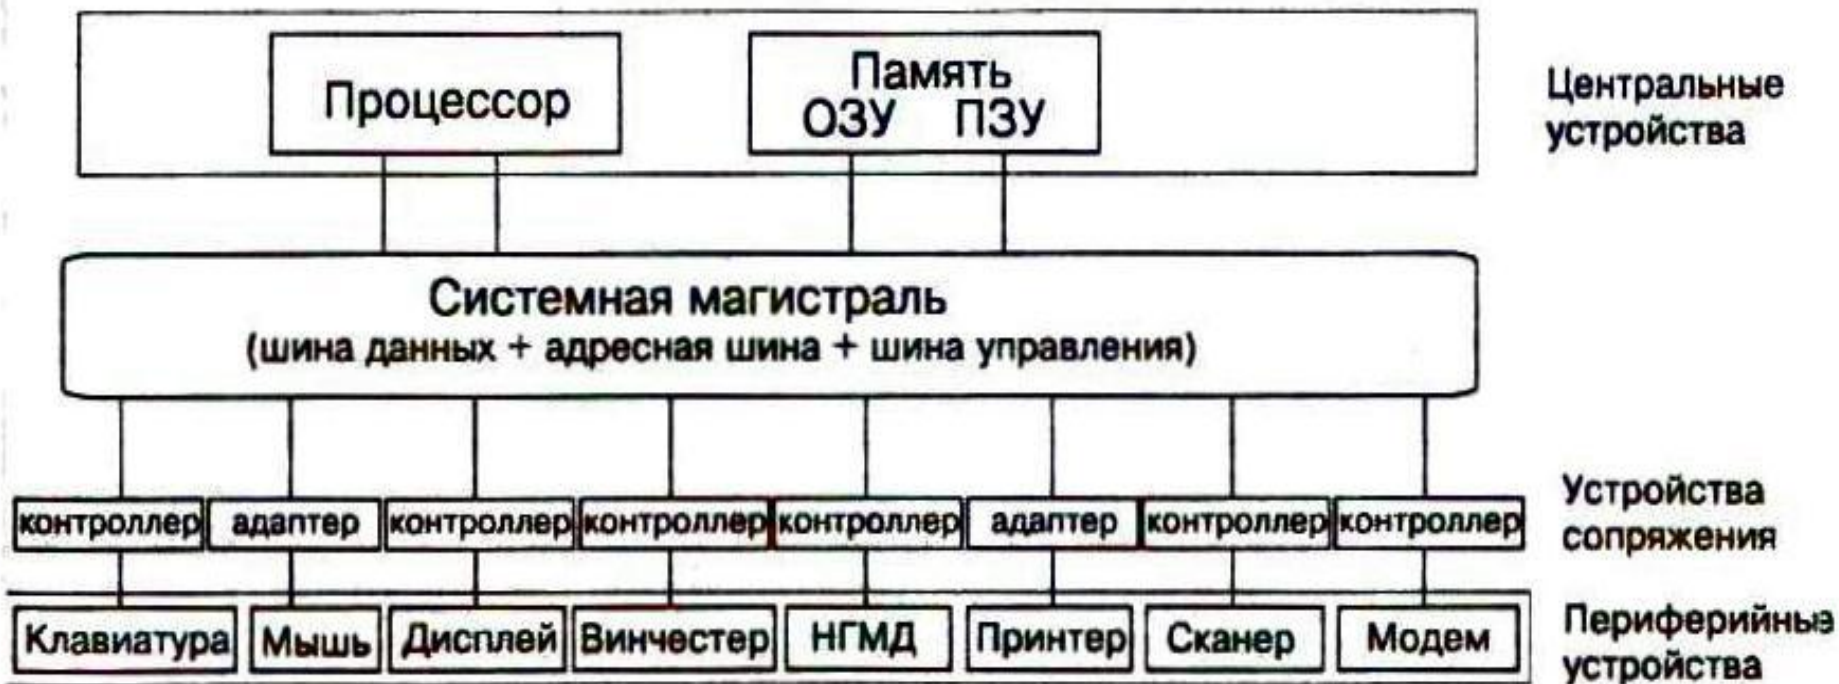 Процессор
Память
ОЗУ ПЗУ
Центральные
устройства
Системная магистраль
(шина данных + адресная шина + шина управления)
контроллер адаптер контроллер контроллер контроллер адаптер контроллер контроллер
Устройства
сопряжения
Клавиатура Мышь Дисплей Винчестер НГМД Принтер Сканер Модем
Периферийные
устройства